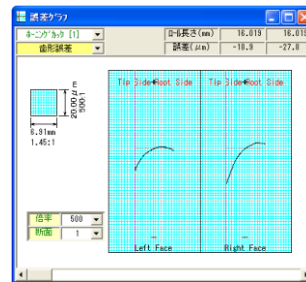 誤差グラフ
ホーニングカック [1]
歯形誤差
ロール長さ(mm) 16.019 16.019
誤差(μm) -18.9 -27.8
Tip Side Root Side Tip Side Root Side
20.00μm
500:1
6.91mm
1.45:1
倍率 500
断面 1
Left Face Right Face